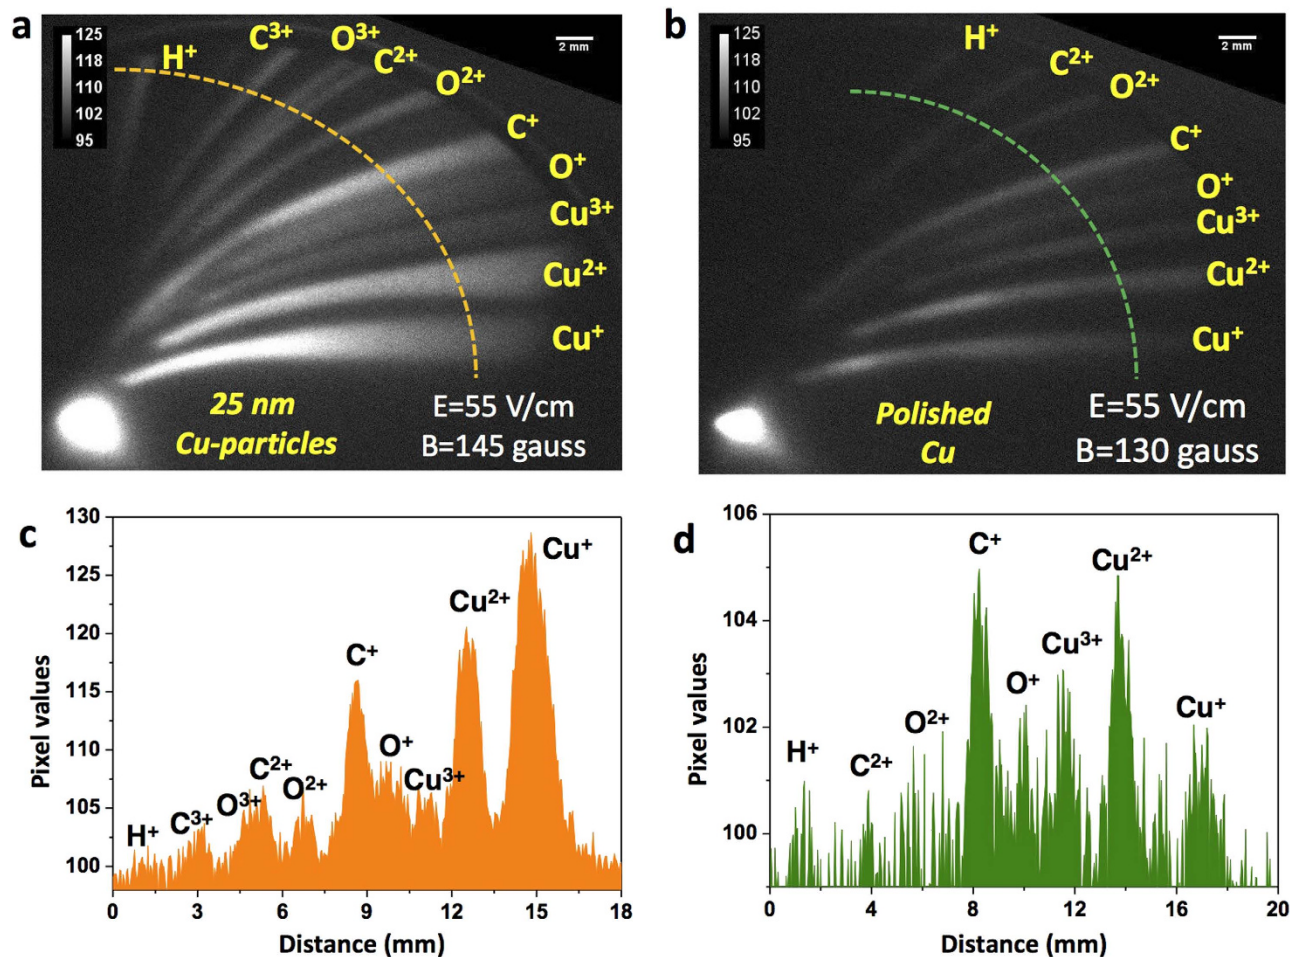 a
125
118
110
102
95
H⁺
C³⁺
O³⁺
C²⁺
O²⁺
C⁺
O⁺
Cu³⁺
Cu²⁺
Cu⁺
2 mm
25 nm
Cu-particles
E=55 V/cm
B=145 gauss
b
125
118
110
102
95
H⁺
C²⁺
O²⁺
C⁺
O⁺
Cu³⁺
Cu²⁺
Cu⁺
2 mm
Polished
Cu
E=55 V/cm
B=130 gauss
c
130
125
120
115
110
105
100
Pixel values
H⁺
C³⁺
O³⁺
C²⁺
O²⁺
C⁺
O⁺
Cu³⁺
Cu²⁺
Cu⁺
0 3 6 9 12 15 18
Distance (mm)
d
106
104
102
100
Pixel values
H⁺
C²⁺
O²⁺
C⁺
O⁺
Cu³⁺
Cu²⁺
Cu⁺
0 4 8 12 16 20
Distance (mm)